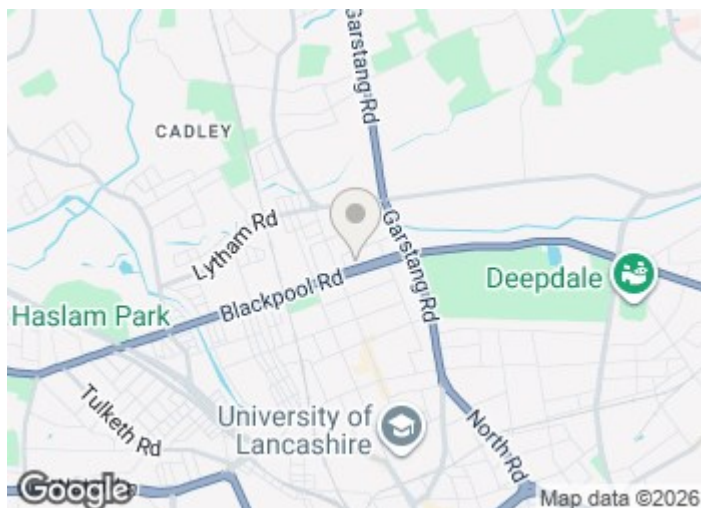 Garstang Rd
CADLEY
Lytham Rd
Garstang Rd
Blackpool Rd
Deepdale
Haslam Park
Tulketh Rd
University of
Lancashire
North Rd
Google
Map data ©2026